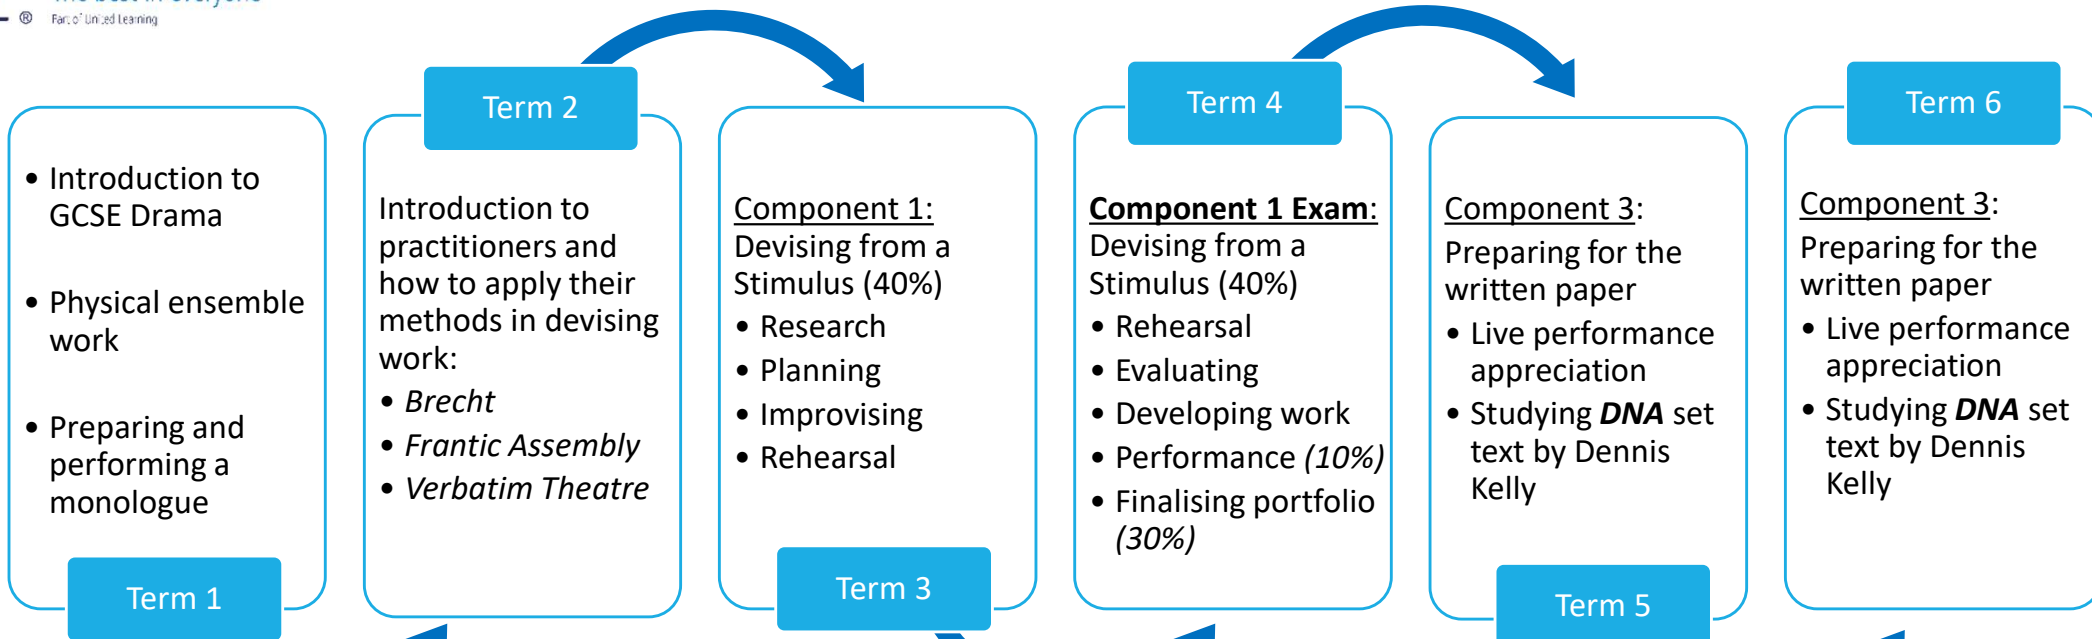 The best in everyone
® Part of United Learning
Term 1
• Introduction to
GCSE Drama
• Physical ensemble
work
• Preparing and
performing a
monologue
Term 2
Introduction to
practitioners and
how to apply their
methods in devising
work:
• Brecht
• Frantic Assembly
• Verbatim Theatre
Term 3
Component 1:
Devising from a
Stimulus (40%)
• Research
• Planning
• Improvising
• Rehearsal
Term 4
Component 1 Exam:
Devising from a
Stimulus (40%)
• Rehearsal
• Evaluating
• Developing work
• Performance (10%)
• Finalising portfolio
(30%)
Term 5
Component 3:
Preparing for the
written paper
• Live performance
appreciation
• Studying DNA set
text by Dennis
Kelly
Term 6
Component 3:
Preparing for the
written paper
• Live performance
appreciation
• Studying DNA set
text by Dennis
Kelly